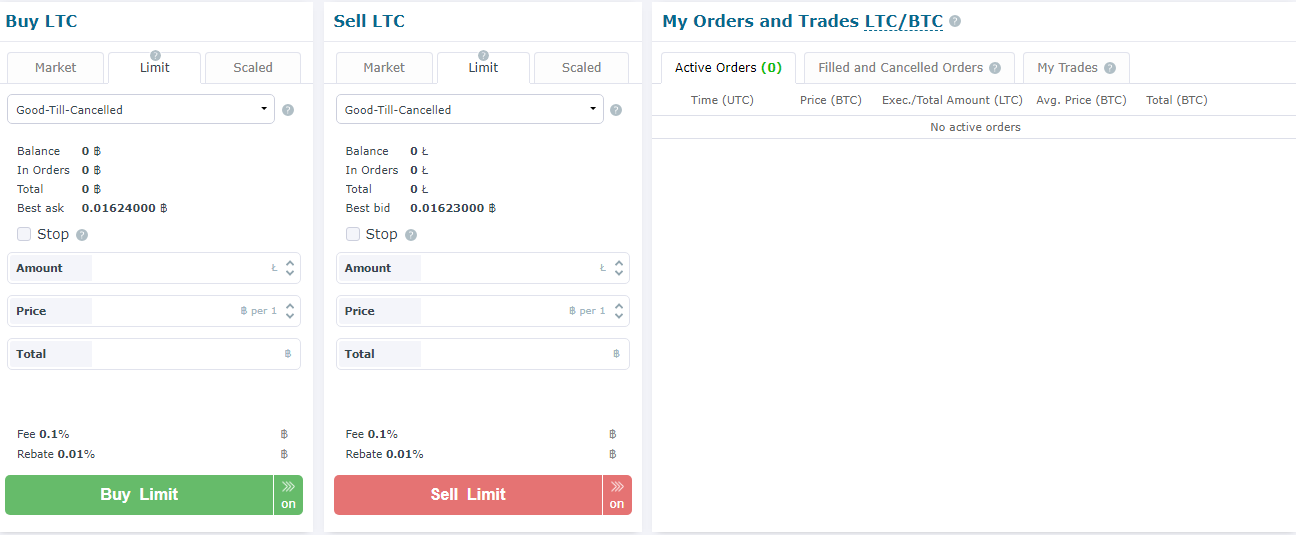 Buy LTC
Market
Limit
?
Scaled
Good-Till-Cancelled ?
Balance 0 ฿
In Orders 0 ฿
Total 0 ฿
Best ask 0.01624000 ฿
Stop ?
Amount Ł
Price ฿ per 1
Total ฿
Fee 0.1% ฿
Rebate 0.01% ฿
Buy Limit
on
Sell LTC
Market
Limit
?
Scaled
Good-Till-Cancelled ?
Balance 0 Ł
In Orders 0 Ł
Total 0 Ł
Best bid 0.01623000 ฿
Stop ?
Amount Ł
Price ฿ per 1
Total ฿
Fee 0.1% ฿
Rebate 0.01% ฿
Sell Limit
on
My Orders and Trades LTC/BTC ?
Active Orders (0)
Filled and Cancelled Orders ?
My Trades ?
Time (UTC) Price (BTC) Exec./Total Amount (LTC) Avg. Price (BTC) Total (BTC)
No active orders